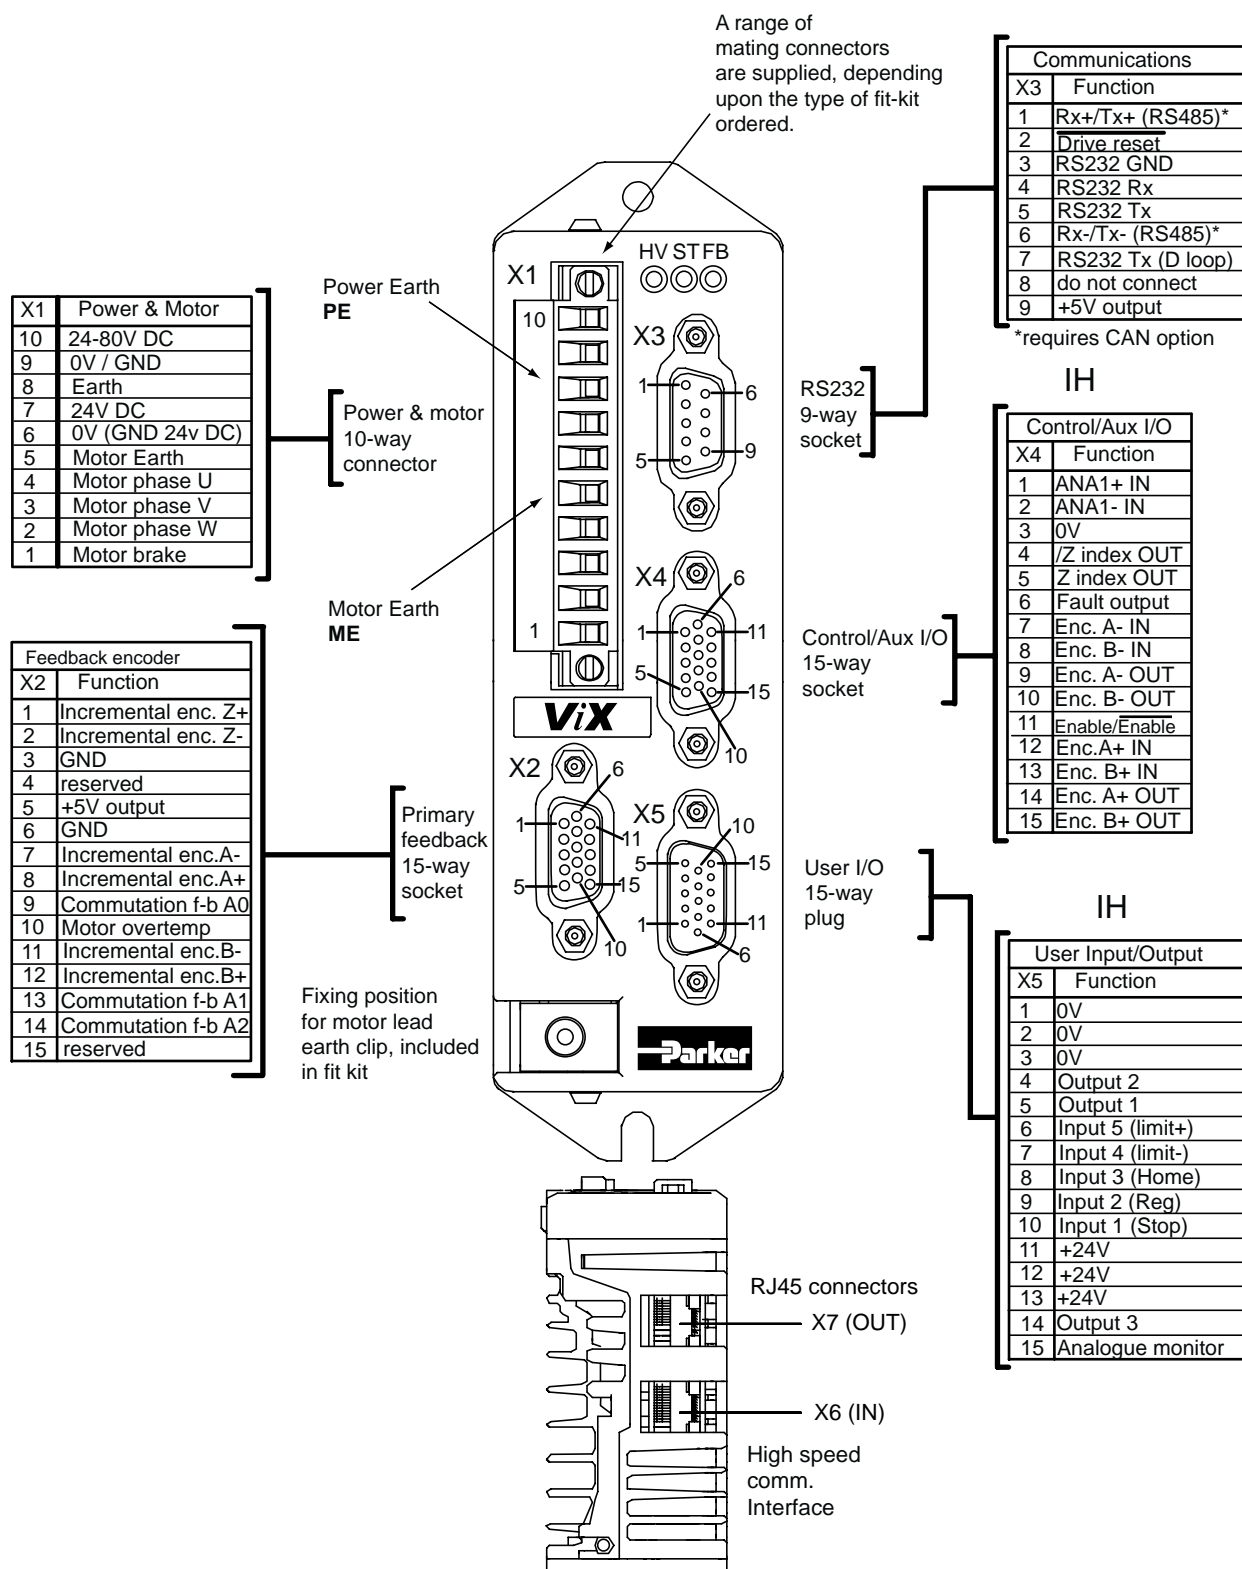 A range of
mating connectors
are supplied, depending
upon the type of fit-kit
ordered.
Communications
X3 Function
1 Rx+/Tx+ (RS485)*
2 Drive reset
3 RS232 GND
4 RS232 Rx
5 RS232 Tx
6 Rx-/Tx- (RS485)*
7 RS232 Tx (D loop)
8 do not connect
9 +5V output
*requires CAN option
HV ST FB
X1
10
1
Power Earth
PE
X1 Power & Motor
10 24-80V DC
9 0V / GND
8 Earth
7 24V DC
6 0V (GND 24v DC)
5 Motor Earth
4 Motor phase U
3 Motor phase V
2 Motor phase W
1 Motor brake
Power & motor
10-way
connector
Motor Earth
ME
X3
1
6
5
9
RS232
9-way
socket
IH
Control/Aux I/O
X4 Function
1 ANA1+ IN
2 ANA1- IN
3 0V
4 /Z index OUT
5 Z index OUT
6 Fault output
7 Enc. A- IN
8 Enc. B- IN
9 Enc. A- OUT
10 Enc. B- OUT
11 Enable/Enable
12 Enc.A+ IN
13 Enc. B+ IN
14 Enc. A+ OUT
15 Enc. B+ OUT
X4
6
1
11
5
15
10
Control/Aux I/O
15-way
socket
Feedback encoder
X2 Function
1 Incremental enc. Z+
2 Incremental enc. Z-
3 GND
4 reserved
5 +5V output
6 GND
7 Incremental enc.A-
8 Incremental enc.A+
9 Commutation f-b A0
10 Motor overtemp
11 Incremental enc.B-
12 Incremental enc.B+
13 Commutation f-b A1
14 Commutation f-b A2
15 reserved
Primary
feedback
15-way
socket
ViX
X2
6
1
11
5
15
10
X5
10
5
15
1
11
6
User I/O
15-way
plug
IH
User Input/Output
X5 Function
1 0V
2 0V
3 0V
4 Output 2
5 Output 1
6 Input 5 (limit+)
7 Input 4 (limit-)
8 Input 3 (Home)
9 Input 2 (Reg)
10 Input 1 (Stop)
11 +24V
12 +24V
13 +24V
14 Output 3
15 Analogue monitor
Fixing position
for motor lead
earth clip, included
in fit kit
Parker
RJ45 connectors
X7 (OUT)
X6 (IN)
High speed
comm.
Interface